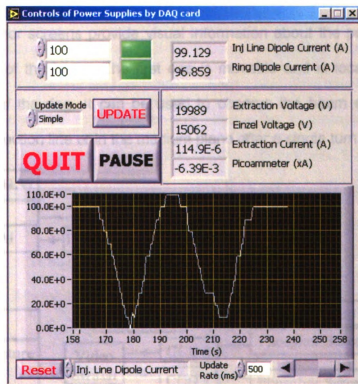 Controls of Power Supplies by DAQ card
100 99.129 Inj Line Dipole Current (A)
100 96.859 Ring Dipole Current (A)
Update Mode
Simple
UPDATE
19989 Extraction Voltage (V)
15062 Einzel Voltage (V)
114.9E-6 Extraction Current (A)
-6.39E-3 Picoammeter (xA)
QUIT PAUSE
110.0E+0
100.0E+0
80.0E+0
60.0E+0
40.0E+0
20.0E+0
0.0E+0
158 170 180 190 200 210 220 230 240 250 258
Time (s)
Reset Inj. Line Dipole Current Update Rate (ms) 500